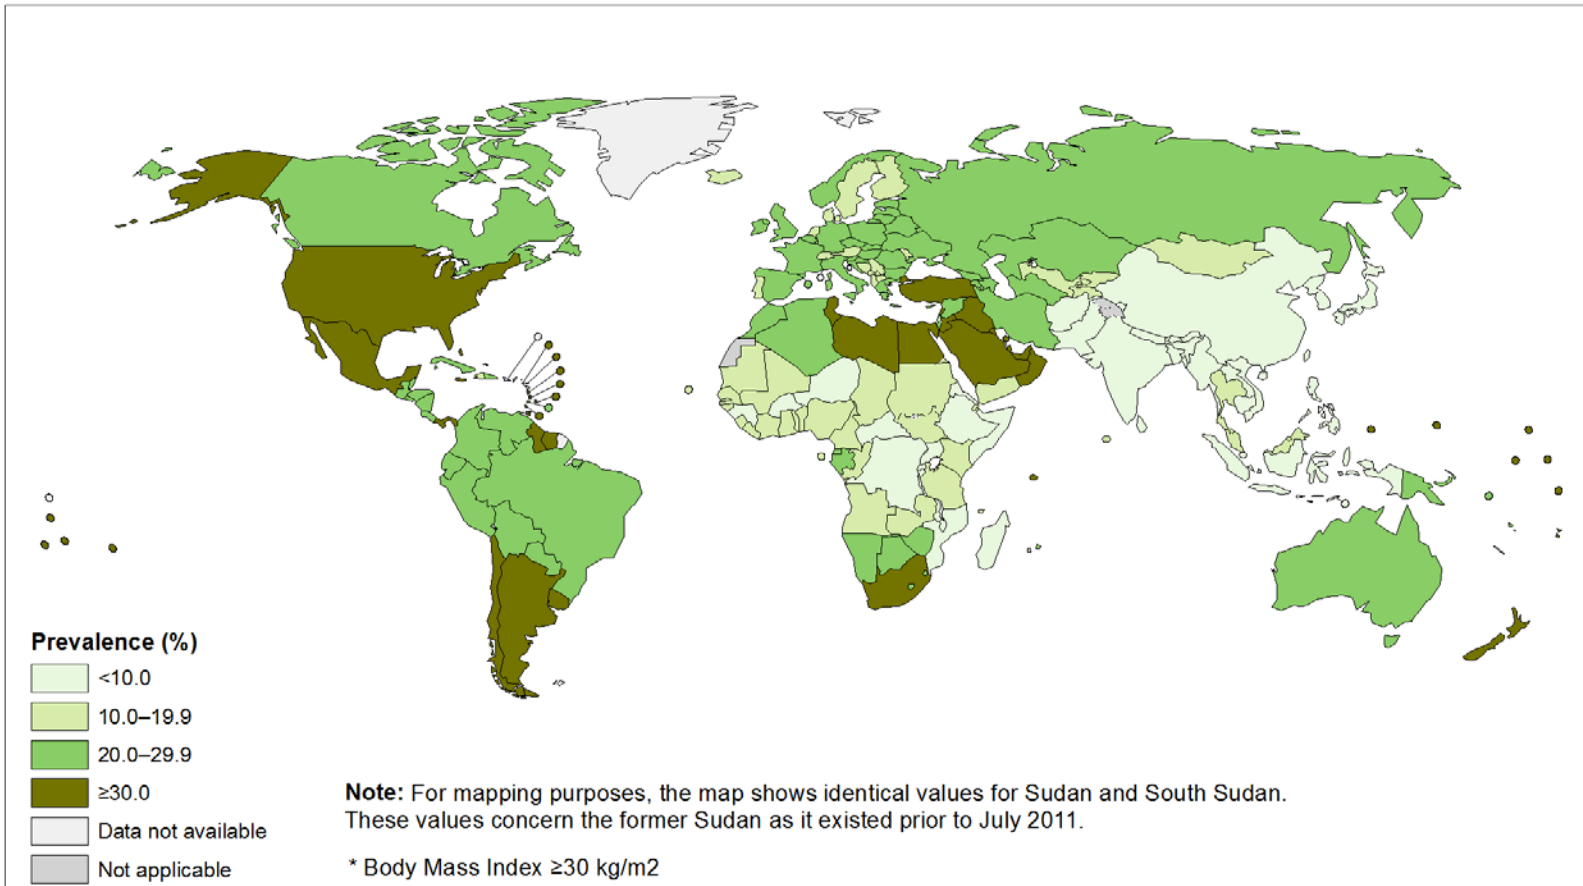 Prevalence (%)
<10.0
10.0–19.9
20.0–29.9
≥30.0
Data not available
Not applicable
Note: For mapping purposes, the map shows identical values for Sudan and South Sudan.
These values concern the former Sudan as it existed prior to July 2011.
* Body Mass Index ≥30 kg/m2